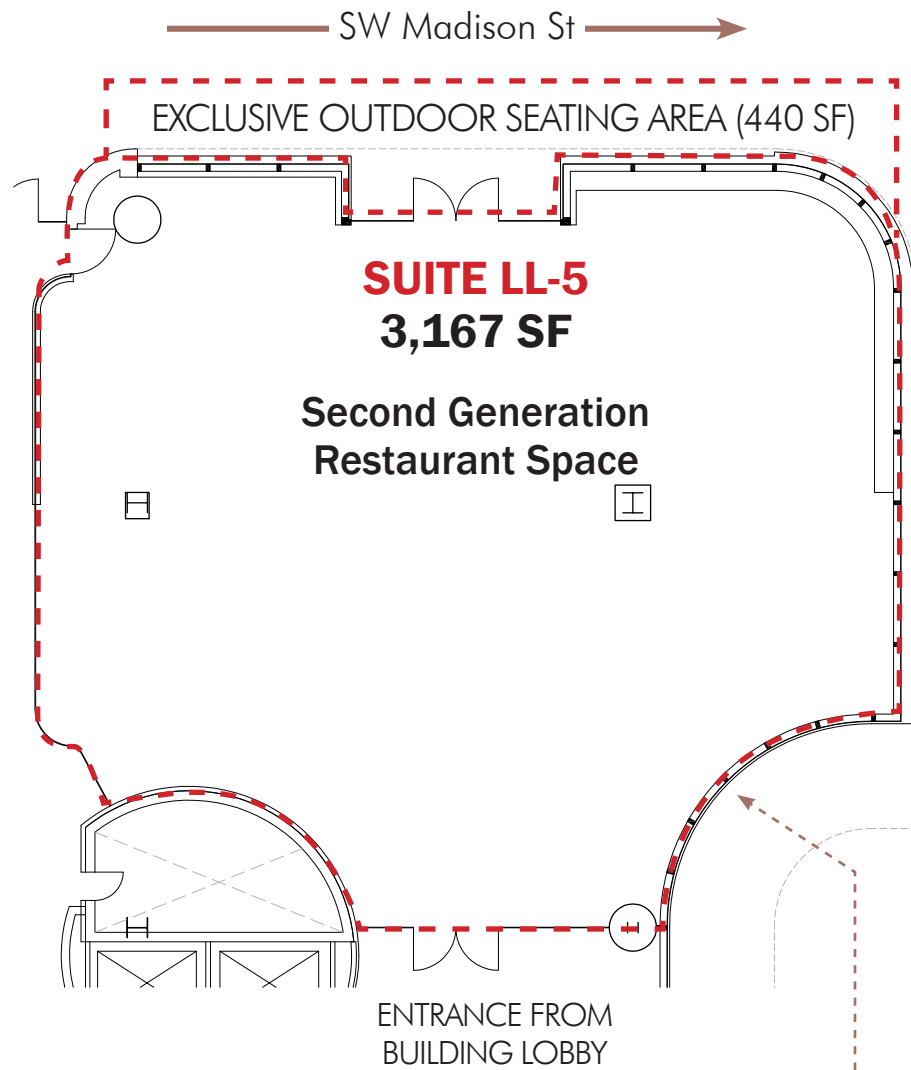 SW Madison St
EXCLUSIVE OUTDOOR SEATING AREA (440 SF)
SUITE LL-5
3,167 SF
Second Generation
Restaurant Space
ENTRANCE FROM
BUILDING LOBBY